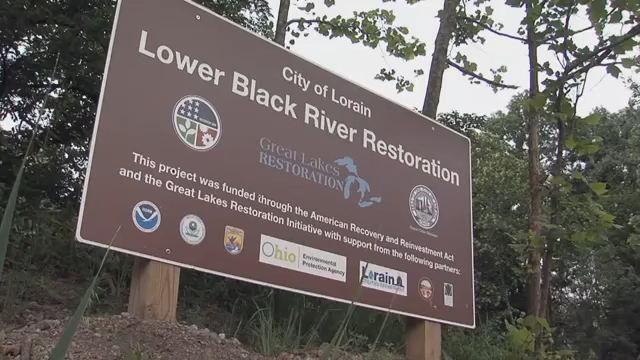 City of Lorain
Lower Black River Restoration
Great Lakes
RESTORATION
This project was funded through the American Recovery and Reinvestment Act
and the Great Lakes Restoration Initiative with support from the following partners:
Ohio Environmental
Protection Agency
Lorain